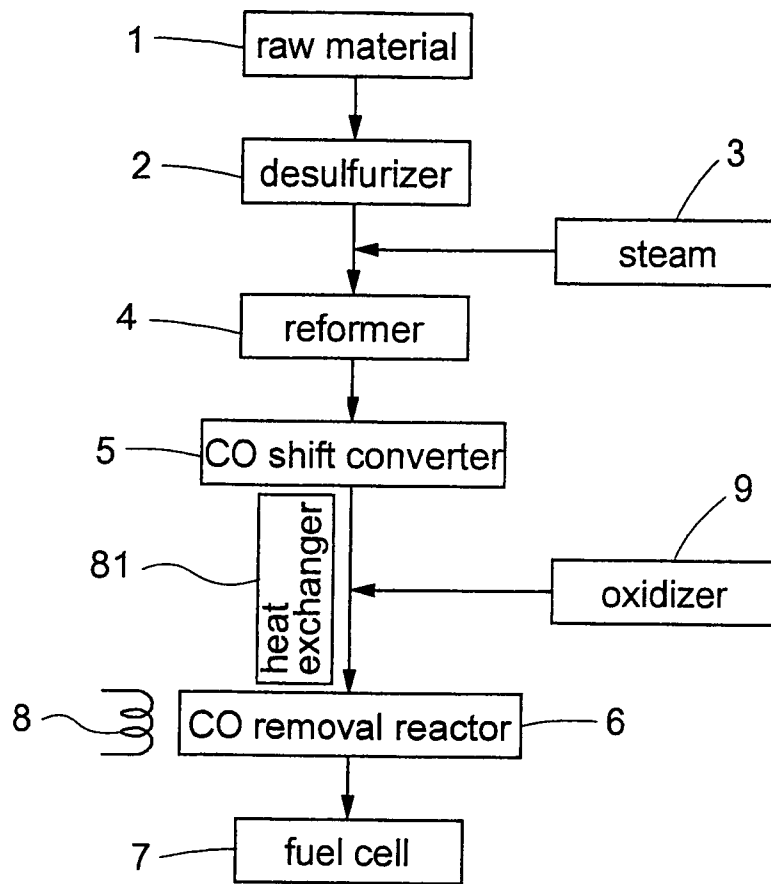 1
raw material
2
desulfurizer
3
steam
4
reformer
5
CO shift converter
81
heat
exchanger
9
oxidizer
8
CO removal reactor
6
7
fuel cell